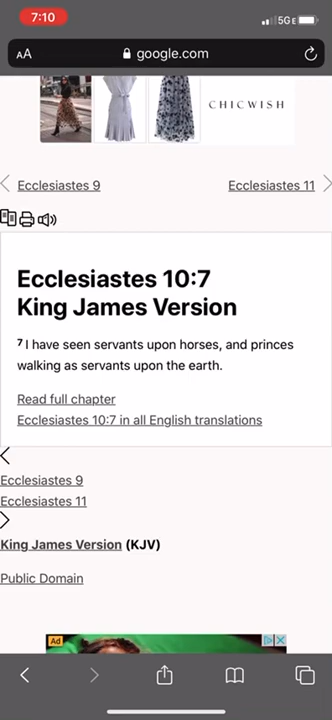 7:10
5G E
AA
google.com
CHICWISH
Ecclesiastes 9
Ecclesiastes 11
Ecclesiastes 10:7
King James Version
7 I have seen servants upon horses, and princes
walking as servants upon the earth.
Read full chapter
Ecclesiastes 10:7 in all English translations
Ecclesiastes 9
Ecclesiastes 11
King James Version (KJV)
Public Domain
Ad